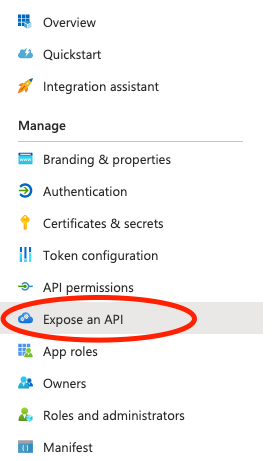 Overview
Quickstart
Integration assistant
Manage
Branding & properties
Authentication
Certificates & secrets
Token configuration
API permissions
Expose an API
App roles
Owners
Roles and administrators
Manifest